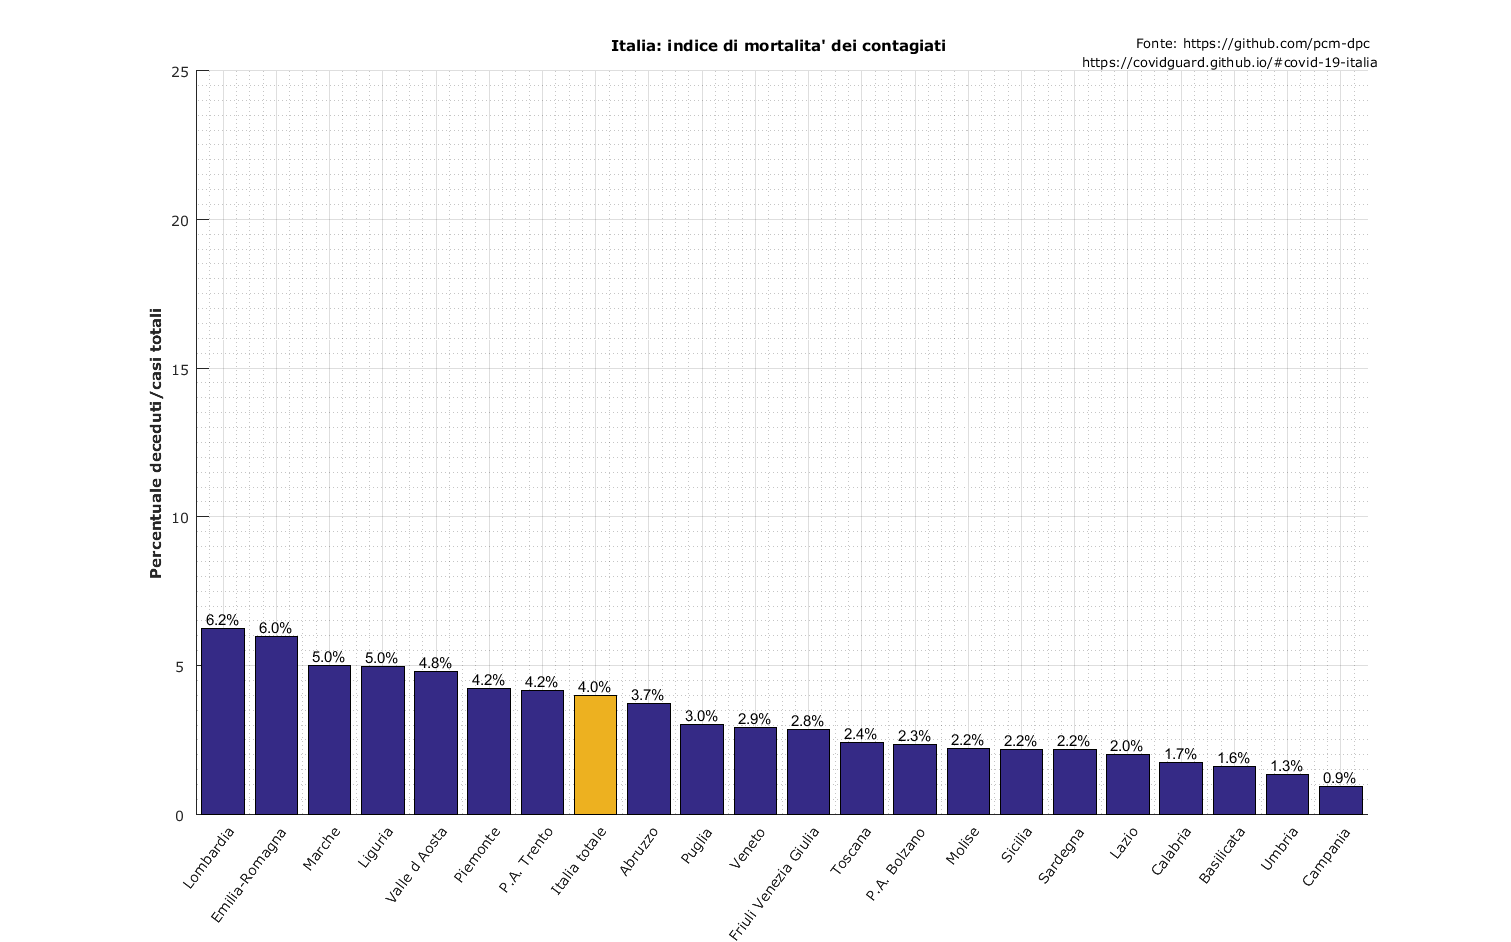 Italia: indice di mortalita' dei contagiati
Fonte: https://github.com/pcm-dpc
https://covidguard.github.io/#covid-19-italia
Percentuale deceduti/casi totali
25
20
15
10
5
0
6.2%
6.0%
5.0%
5.0%
4.8%
4.2%
4.2%
4.0%
3.7%
3.0%
2.9%
2.8%
2.4%
2.3%
2.2%
2.2%
2.2%
2.0%
1.7%
1.6%
1.3%
0.9%
Lombardia
Emilia-Romagna
Marche
Liguria
Valle d Aosta
Piemonte
P.A. Trento
Italia totale
Abruzzo
Puglia
Veneto
Friuli Venezia Giulia
Toscana
P.A. Bolzano
Molise
Sicilia
Sardegna
Lazio
Calabria
Basilicata
Umbria
Campania